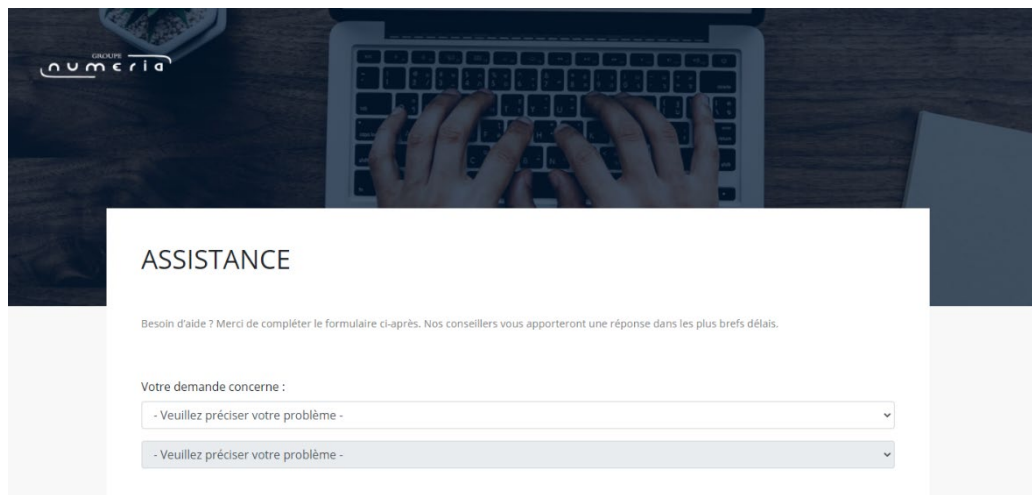 GROUPE
numeria
ASSISTANCE
Besoin d'aide ? Merci de compléter le formulaire ci-après. Nos conseillers vous apporteront une réponse dans les plus brefs délais.
Votre demande concerne :
- Veuillez préciser votre problème -
- Veuillez préciser votre problème -